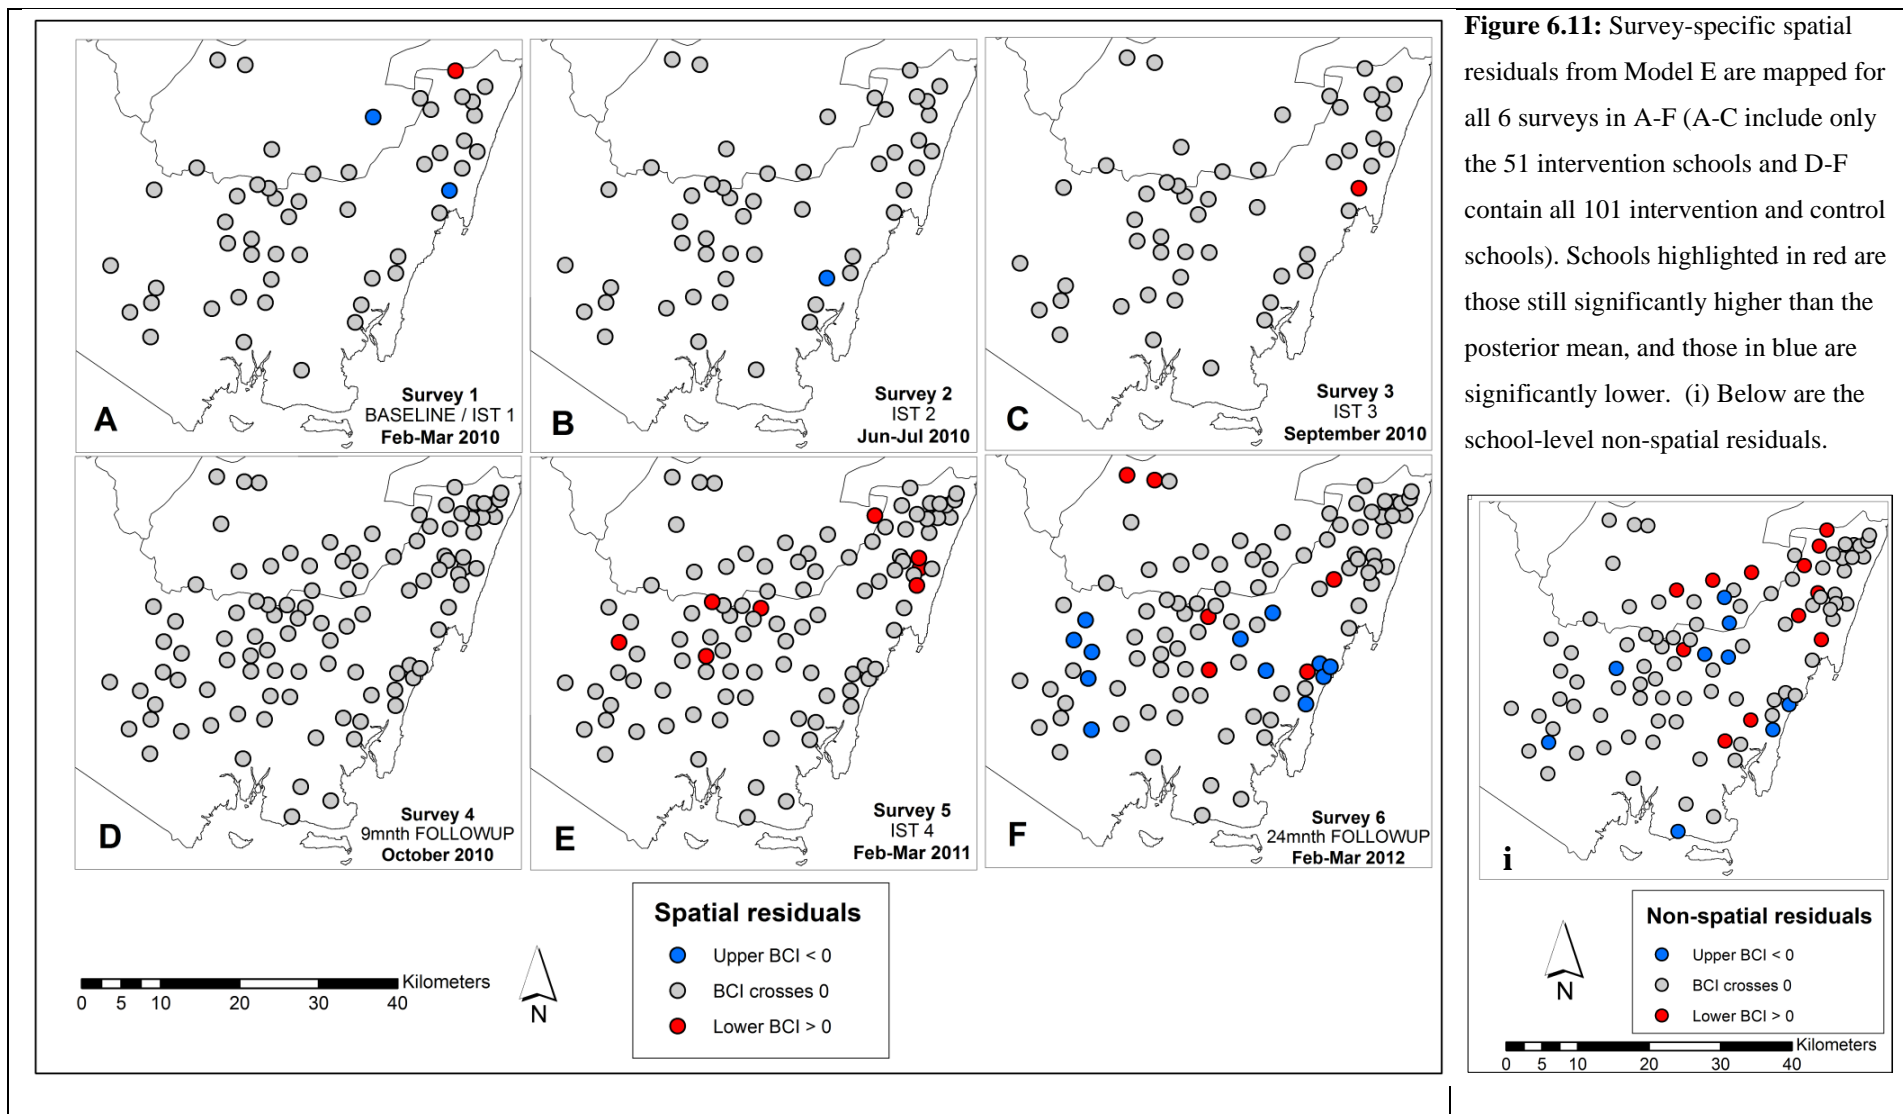 Figure 6.11: Survey-specific spatial
residuals from Model E are mapped for
all 6 surveys in A-F (A-C include only
the 51 intervention schools and D-F
contain all 101 intervention and control
schools). Schools highlighted in red are
those still significantly higher than the
posterior mean, and those in blue are
significantly lower.  (i) Below are the
school-level non-spatial residuals.
A
Survey 1
BASELINE / IST 1
Feb-Mar 2010
B
Survey 2
IST 2
Jun-Jul 2010
C
Survey 3
IST 3
September 2010
D
Survey 4
9mnth FOLLOWUP
October 2010
E
Survey 5
IST 4
Feb-Mar 2011
F
Survey 6
24mnth FOLLOWUP
Feb-Mar 2012
Spatial residuals
Upper BCI < 0
BCI crosses 0
Lower BCI > 0
Kilometers
0 5 10 20 30 40
N
i
Non-spatial residuals
Upper BCI < 0
BCI crosses 0
Lower BCI > 0
N
Kilometers
0 5 10 20 30 40